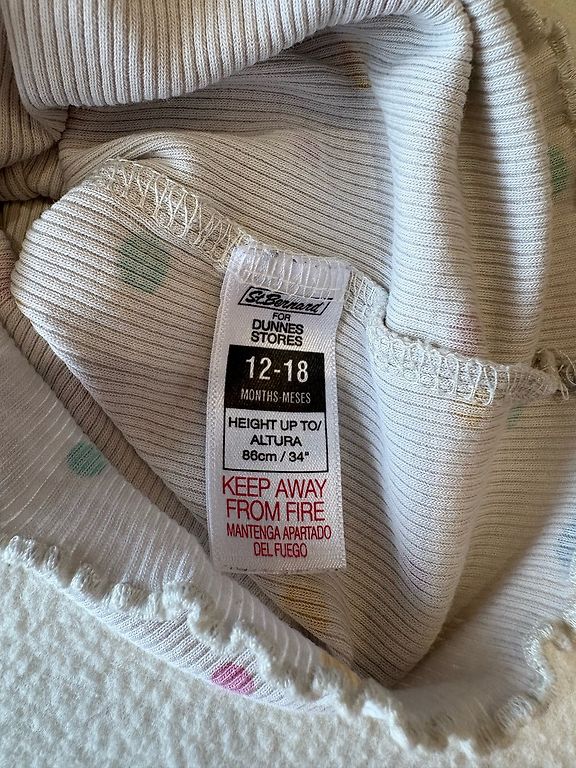 St.Bernard
FOR
DUNNES
STORES
12-18
MONTHS-MESES
HEIGHT UP TO/
ALTURA
86cm / 34"
KEEP AWAY
FROM FIRE
MANTENGA APARTADO
DEL FUEGO